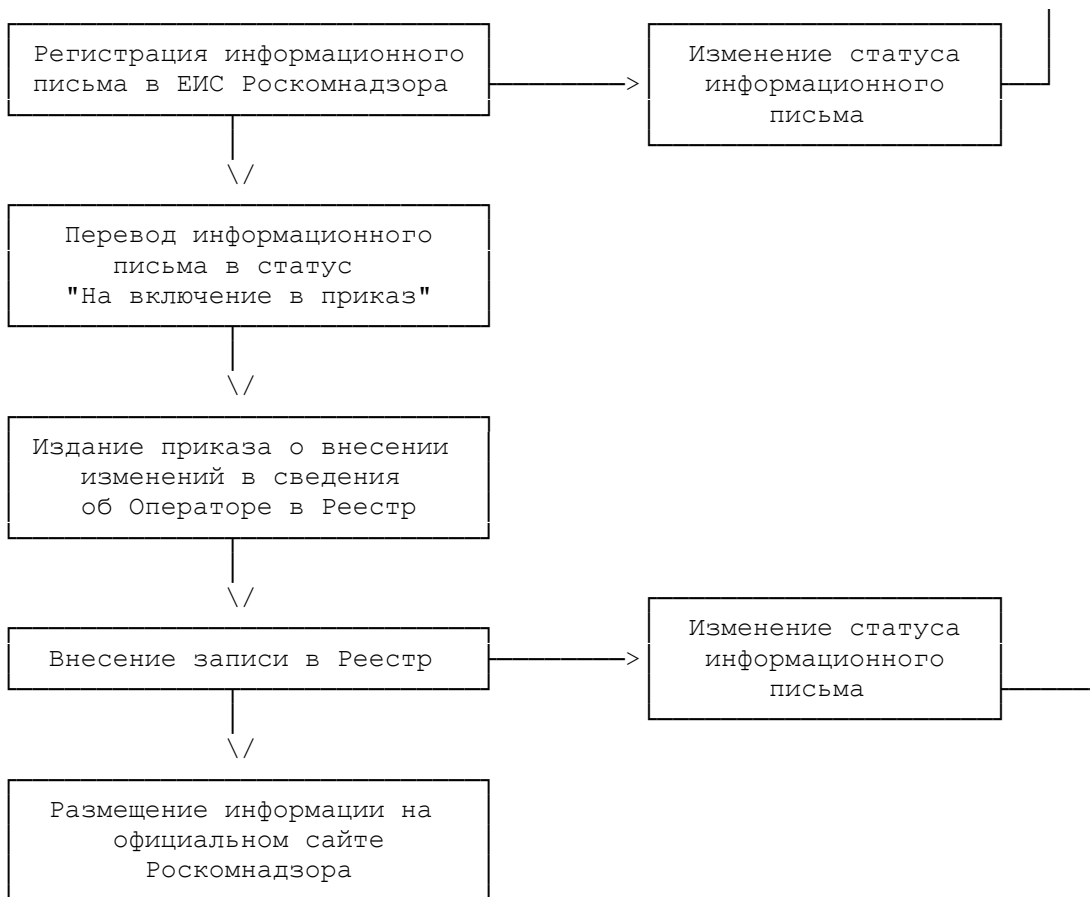 Регистрация информационного
письма в ЕИС Роскомнадзора
Изменение статуса
информационного
письма
Перевод информационного
письма в статус
"На включение в приказ"
Издание приказа о внесении
изменений в сведения
об Операторе в Реестр
Внесение записи в Реестр
Изменение статуса
информационного
письма
Размещение информации на
официальном сайте
Роскомнадзора